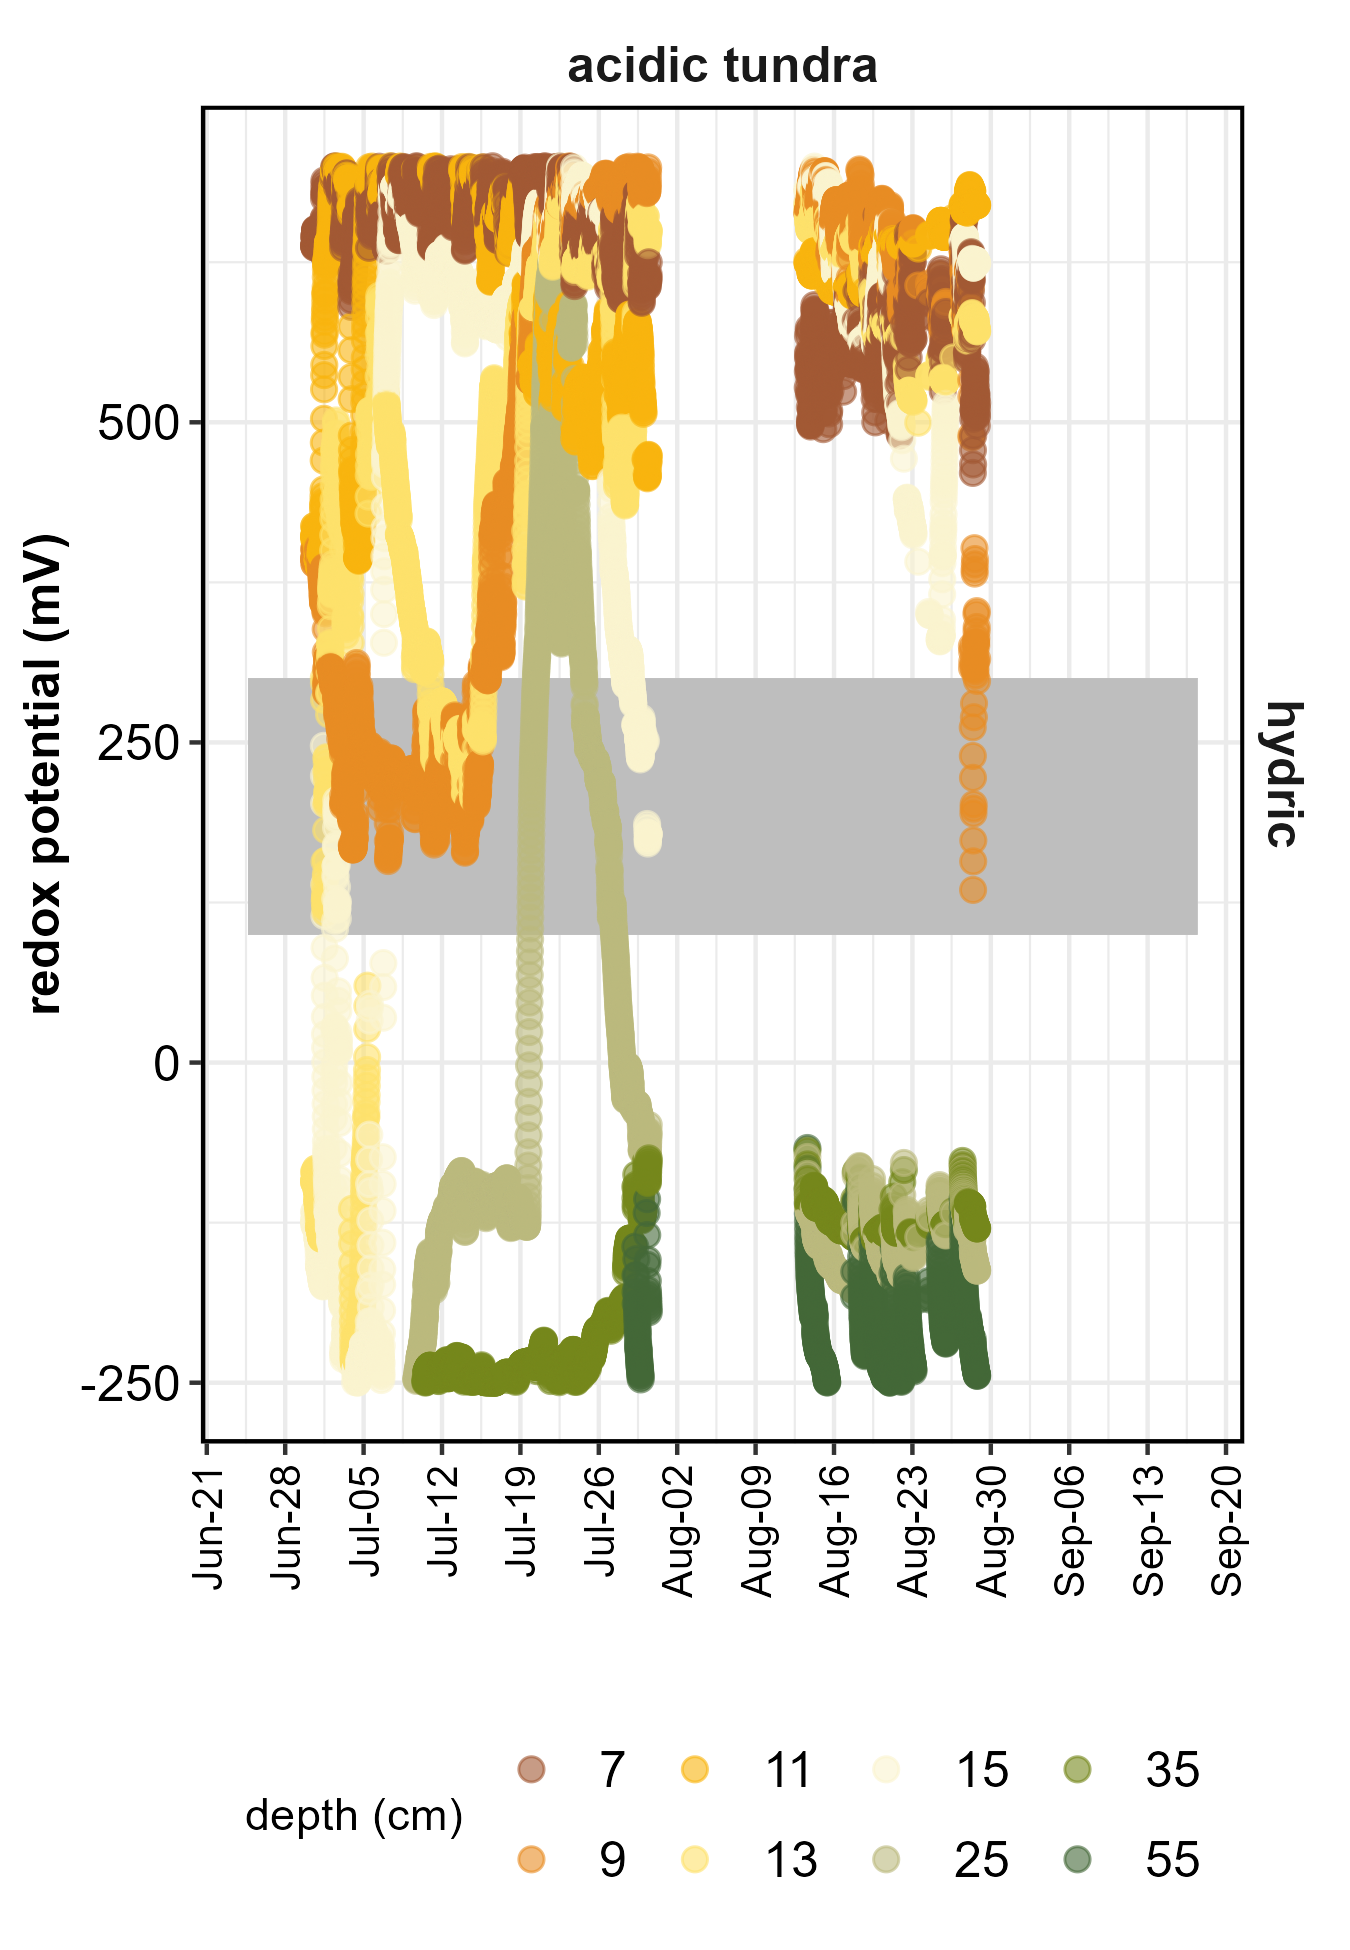 acidic tundra
redox potential (mV)
500
250
0
-250
hydric
Jun-21
Jun-28
Jul-05
Jul-12
Jul-19
Jul-26
Aug-02
Aug-09
Aug-16
Aug-23
Aug-30
Sep-06
Sep-13
Sep-20
depth (cm)
7 11 15 35
9 13 25 55